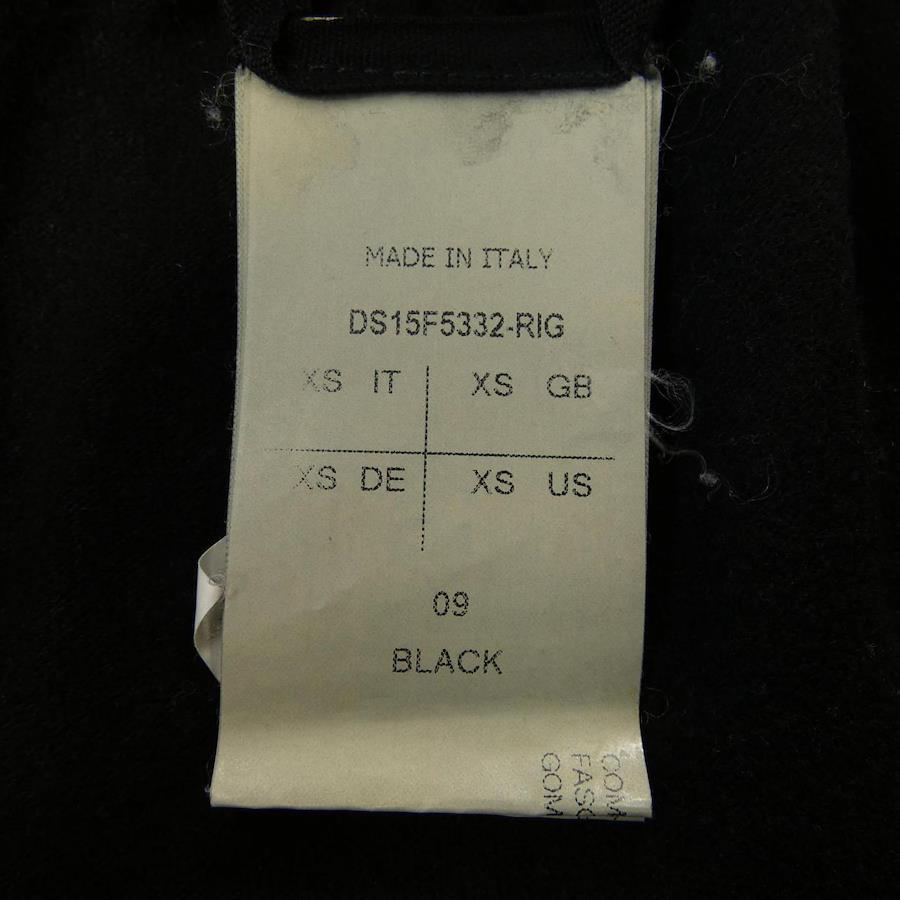 MADE IN ITALY
DS15F5332-RIG
XS IT XS GB
XS DE XS US
09
BLACK